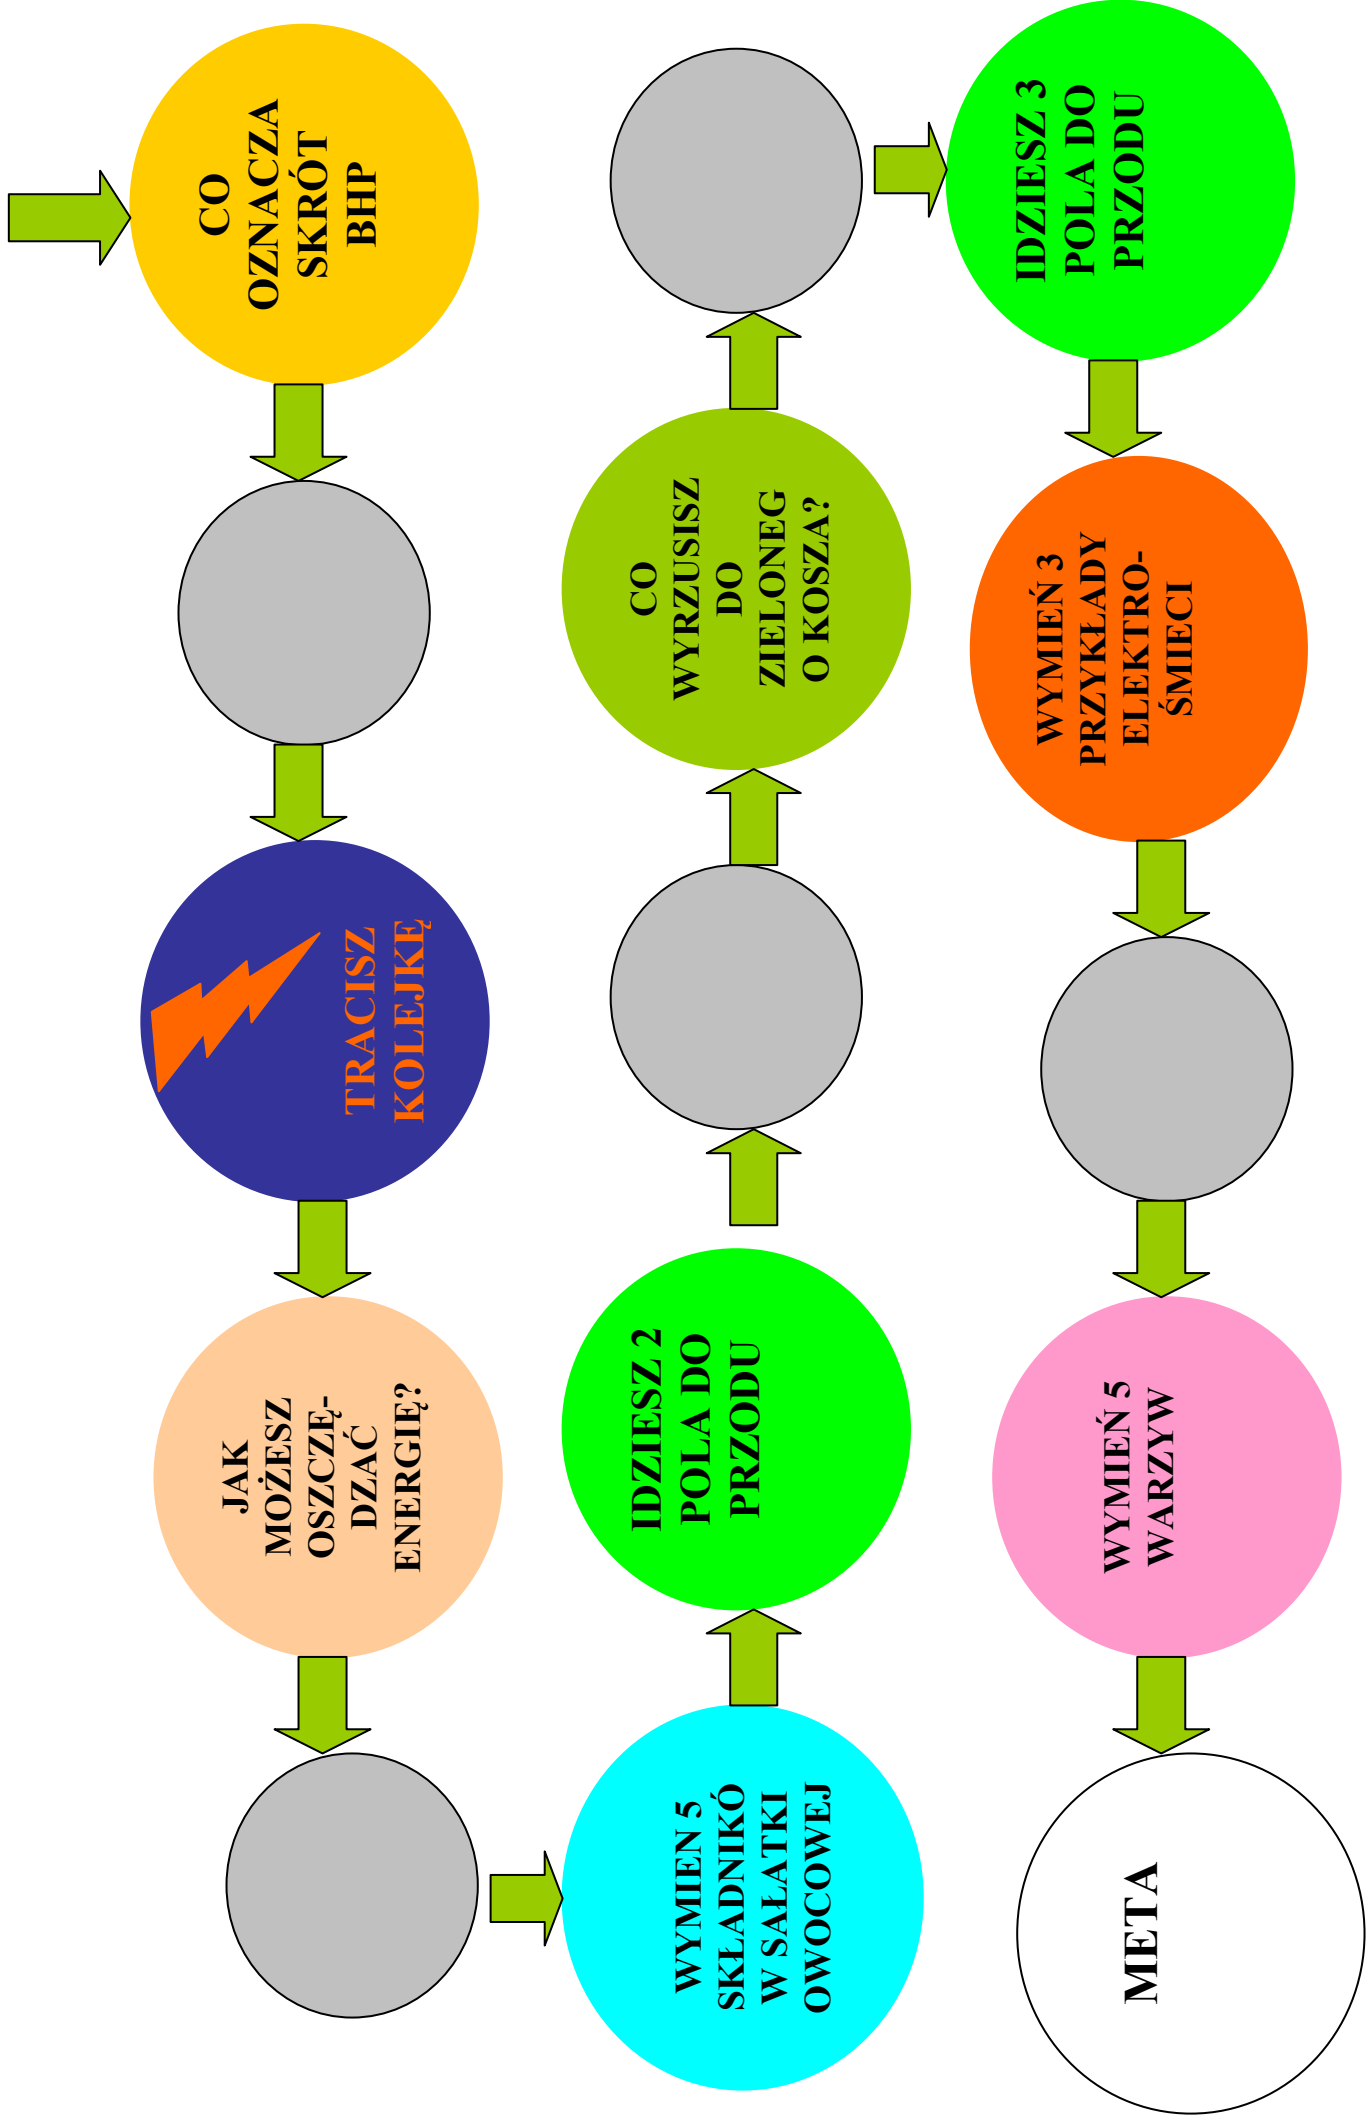 CO
OZNACZA
SKRÓT
BHP
TRACISZ
KOLEJKĘ
JAK
MOŻESZ
OSZCZĘ-
DZAĆ
ENERGIĘ?
WYMIEN 5
SKŁADNIKÓ
W SAŁATKI
OWOCOWEJ
IDZIESZ 2
POLA DO
PRZODU
CO
WYRZUSISZ
DO
ZIELONEG
O KOSZA?
IDZIESZ 3
POLA DO
PRZODU
WYMIEŃ 3
PRZYKŁADY
ELEKTRO-
ŚMIECI
WYMIEŃ 5
WARZYW
META